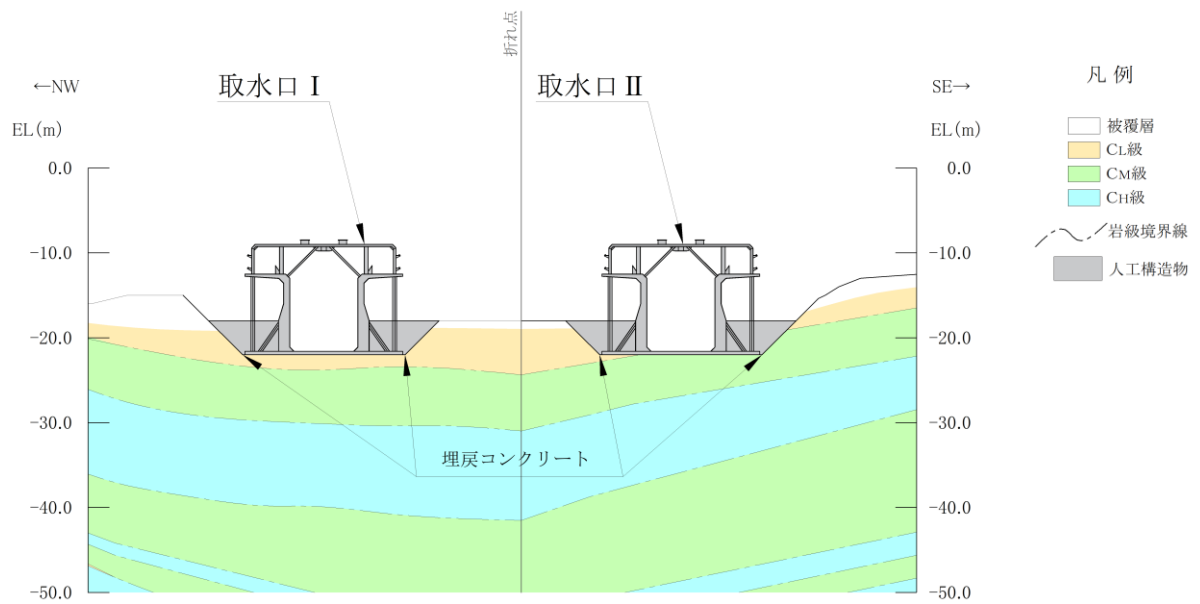 折れ点
取水口Ⅰ
取水口Ⅱ
←NW
SE→
EL(m)
EL(m)
0.0
-10.0
-20.0
-30.0
-40.0
-50.0
0.0
-10.0
-20.0
-30.0
-40.0
-50.0
埋戻コンクリート
凡例
被覆層
CL級
CM級
CH級
岩級境界線
人工構造物